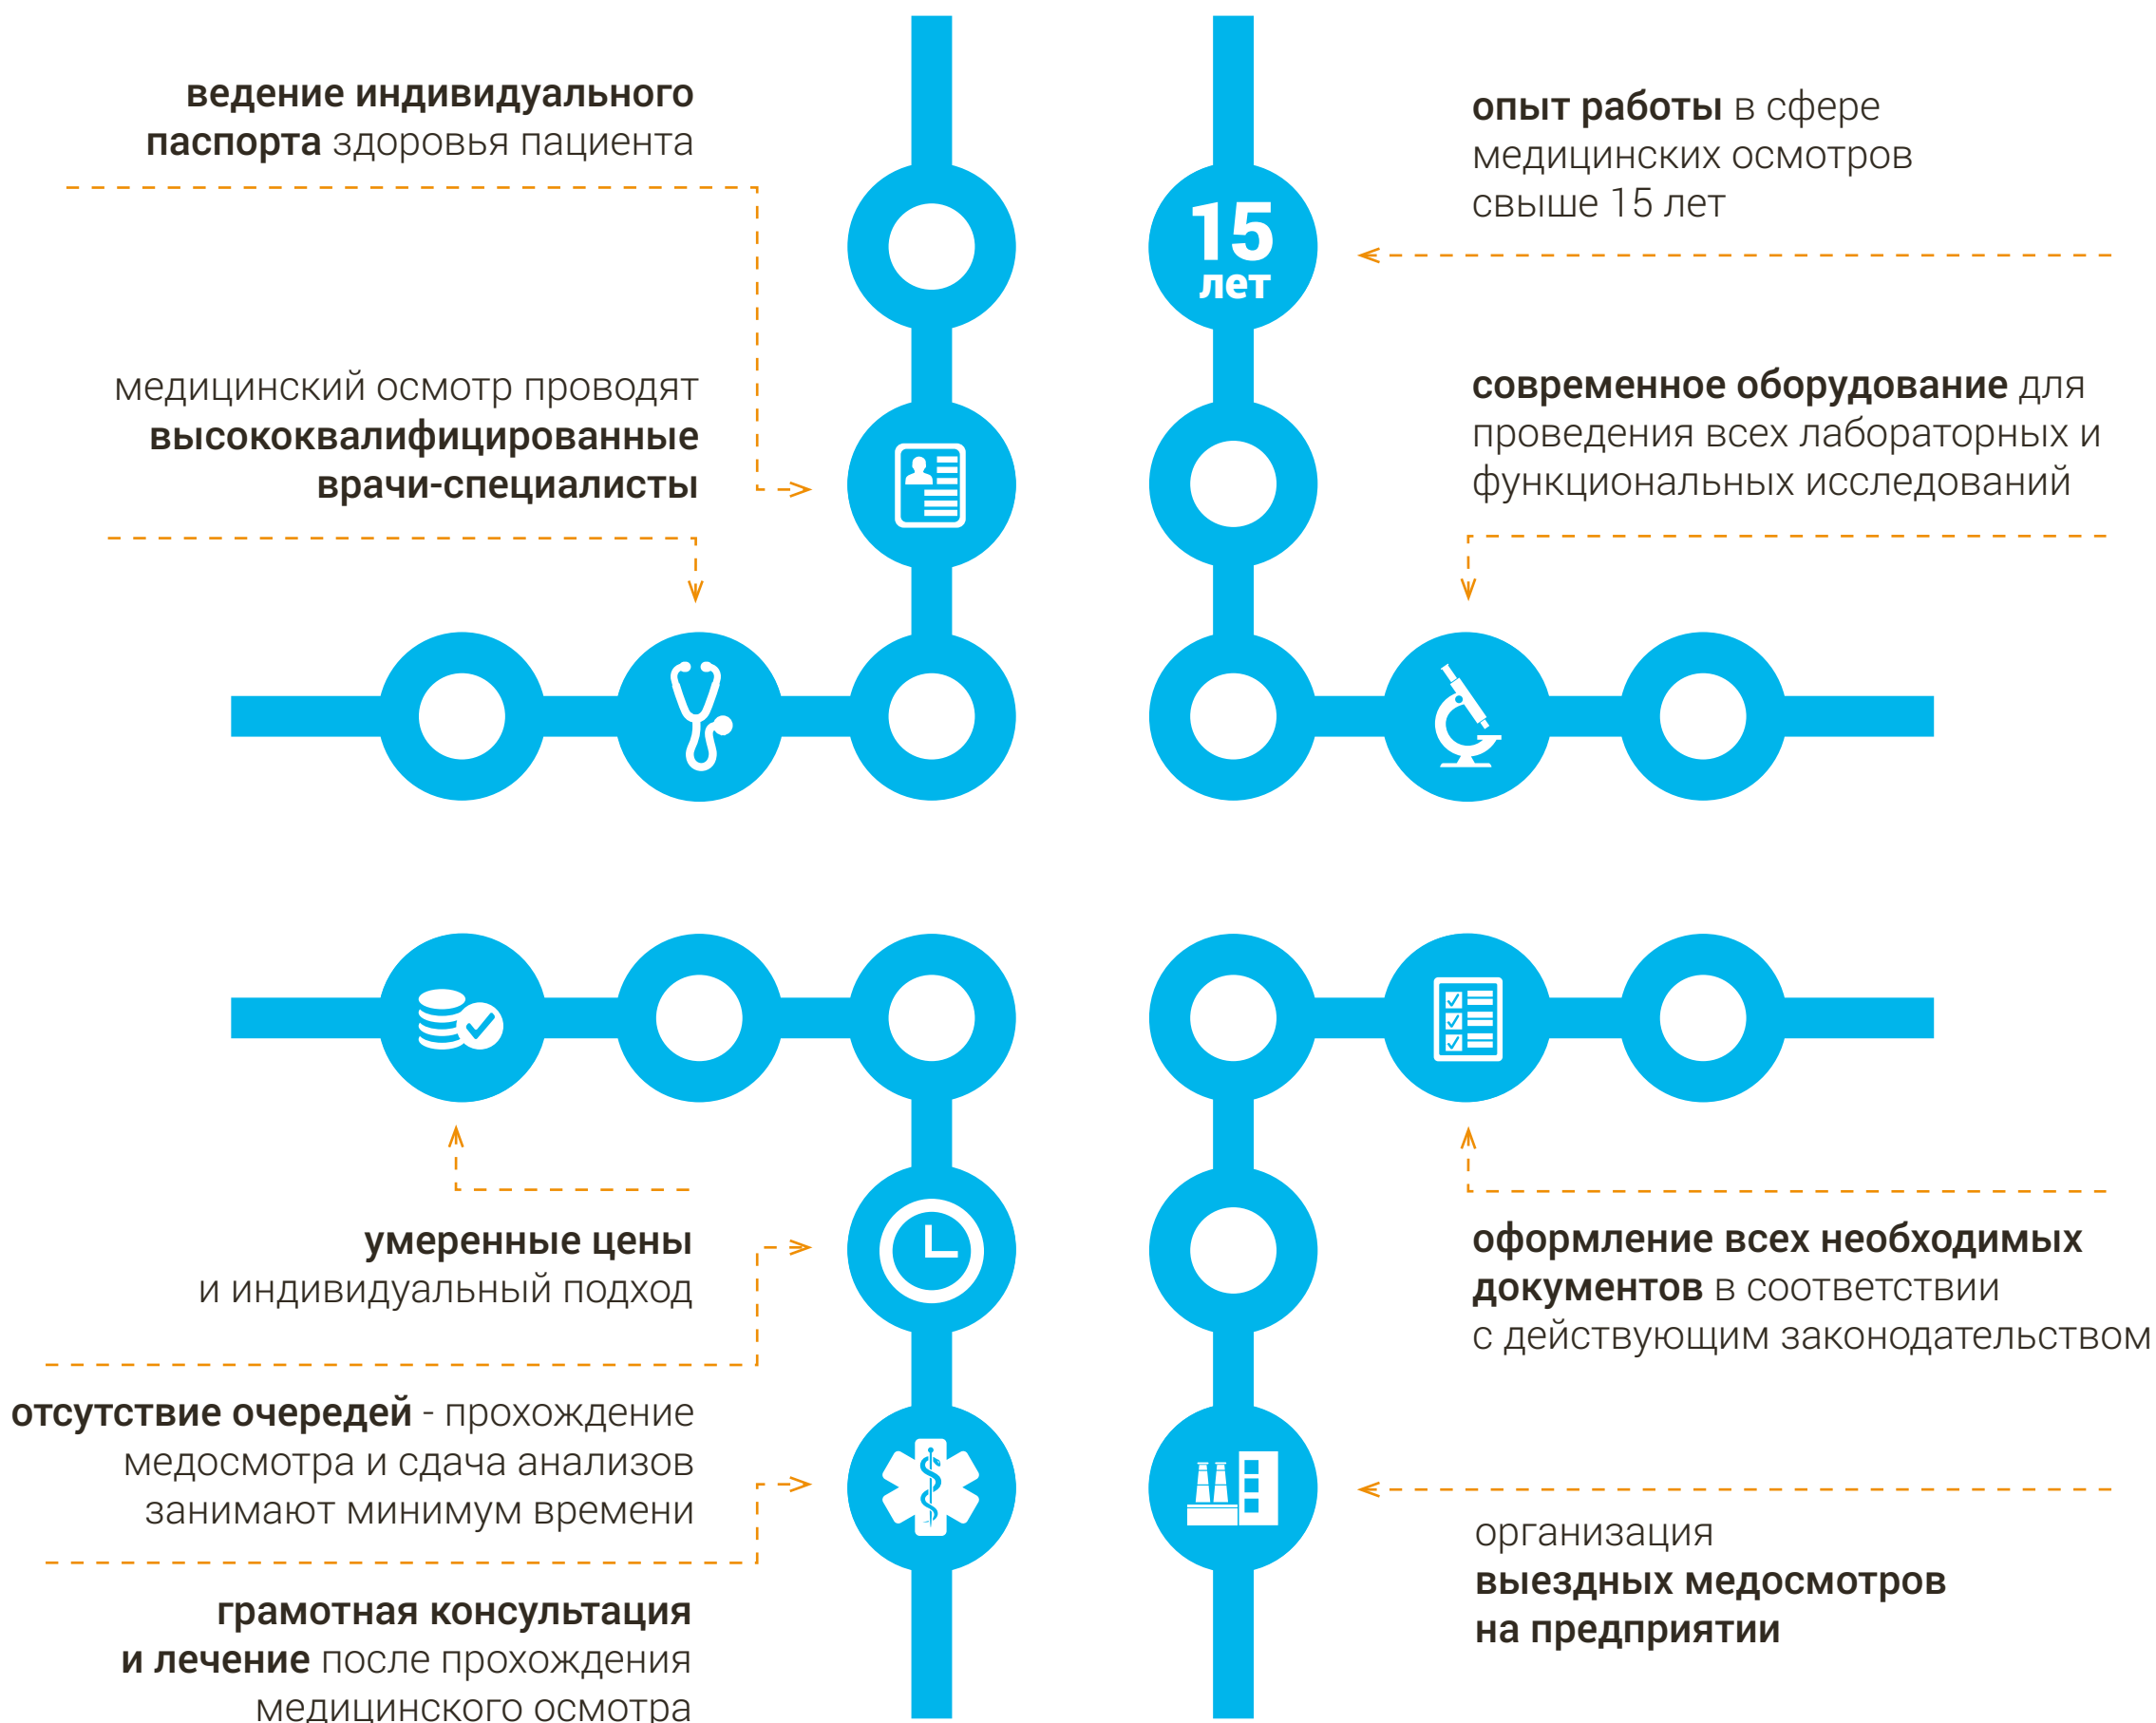 ведение индивидуального
паспорта здоровья пациента
медицинский осмотр проводят
высококвалифицированные
врачи-специалисты
15
лет
опыт работы в сфере
медицинских осмотров
свыше 15 лет
современное оборудование для
проведения всех лабораторных и
функциональных исследований
умеренные цены
и индивидуальный подход
отсутствие очередей - прохождение
медосмотра и сдача анализов
занимают минимум времени
грамотная консультация
и лечение после прохождения
медицинского осмотра
оформление всех необходимых
документов в соответствии
с действующим законодательством
организация
выездных медосмотров
на предприятии